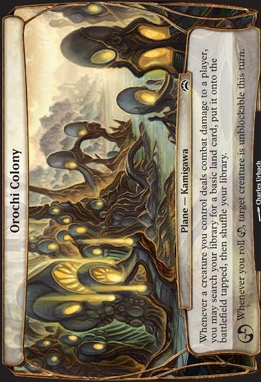 Orochi Colony
Plane — Kamigawa
Whenever a creature you control deals combat damage to a player,
you may search your library for a basic land card, put it onto the
battlefield tapped, then shuffle your library.
Whenever you roll , target creature is unblockable this turn.
Charles Urbach